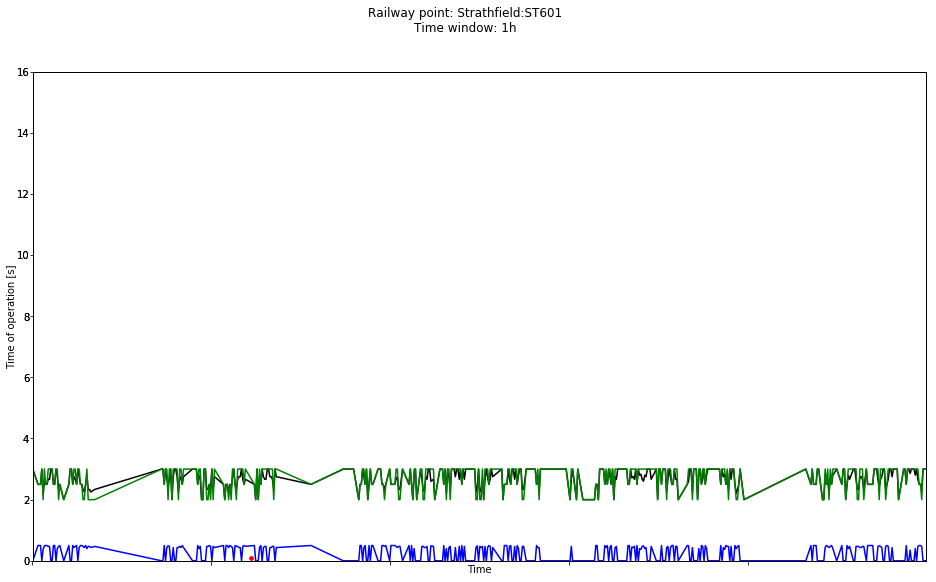 Railway point: Strathfield:ST601
Time window: 1h
16
14
12
10
8
6
4
2
0
Time of operation [s]
Time